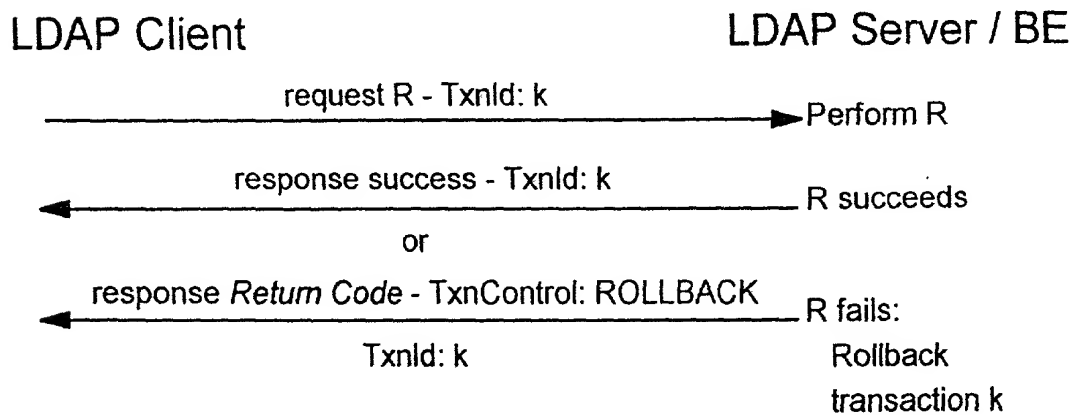 LDAP Client
LDAP Server / BE
request R - TxnId: k
Perform R
response success - TxnId: k
R succeeds
or
response Return Code - TxnControl: ROLLBACK
R fails:
TxnId: k
Rollback
transaction k